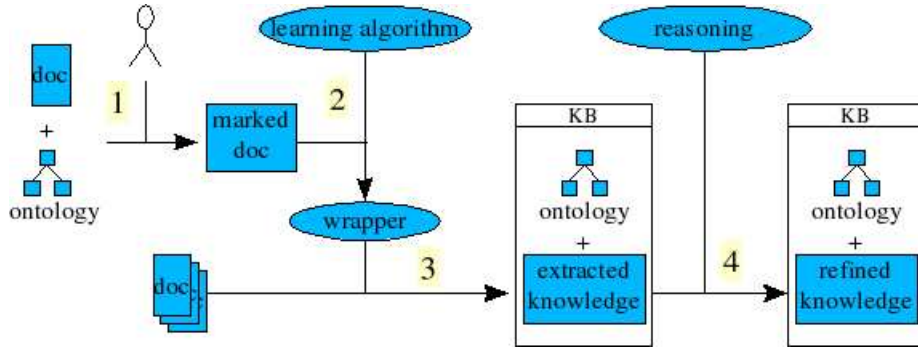 learning algorithm
reasoning
doc
1
2
+
marked
doc
KB
KB
ontology
wrapper
ontology
ontology
+
+
3
4
doc
extracted
knowledge
refined
knowledge